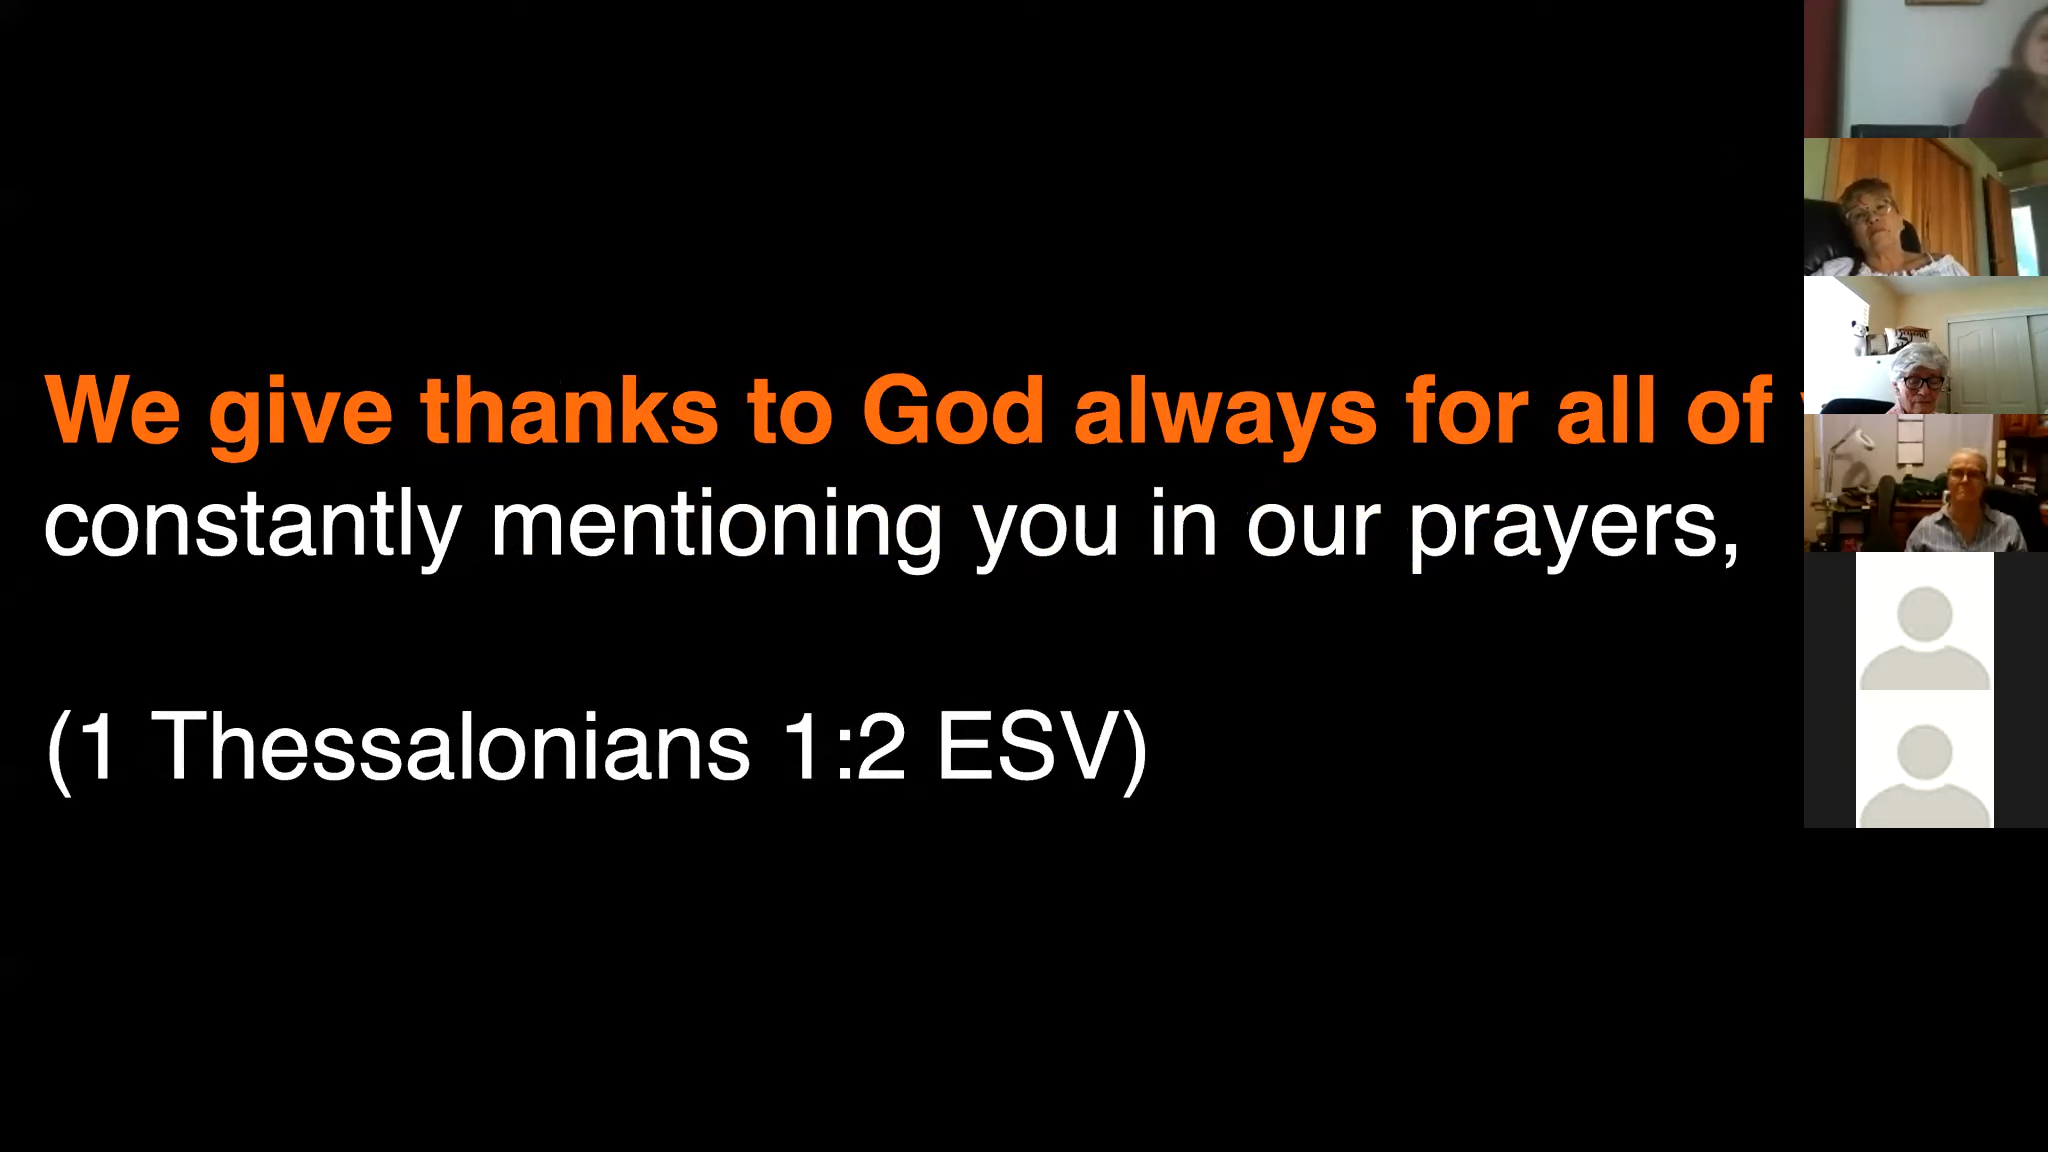 We give thanks to God always for all of
constantly mentioning you in our prayers,
(1 Thessalonians 1:2 ESV)